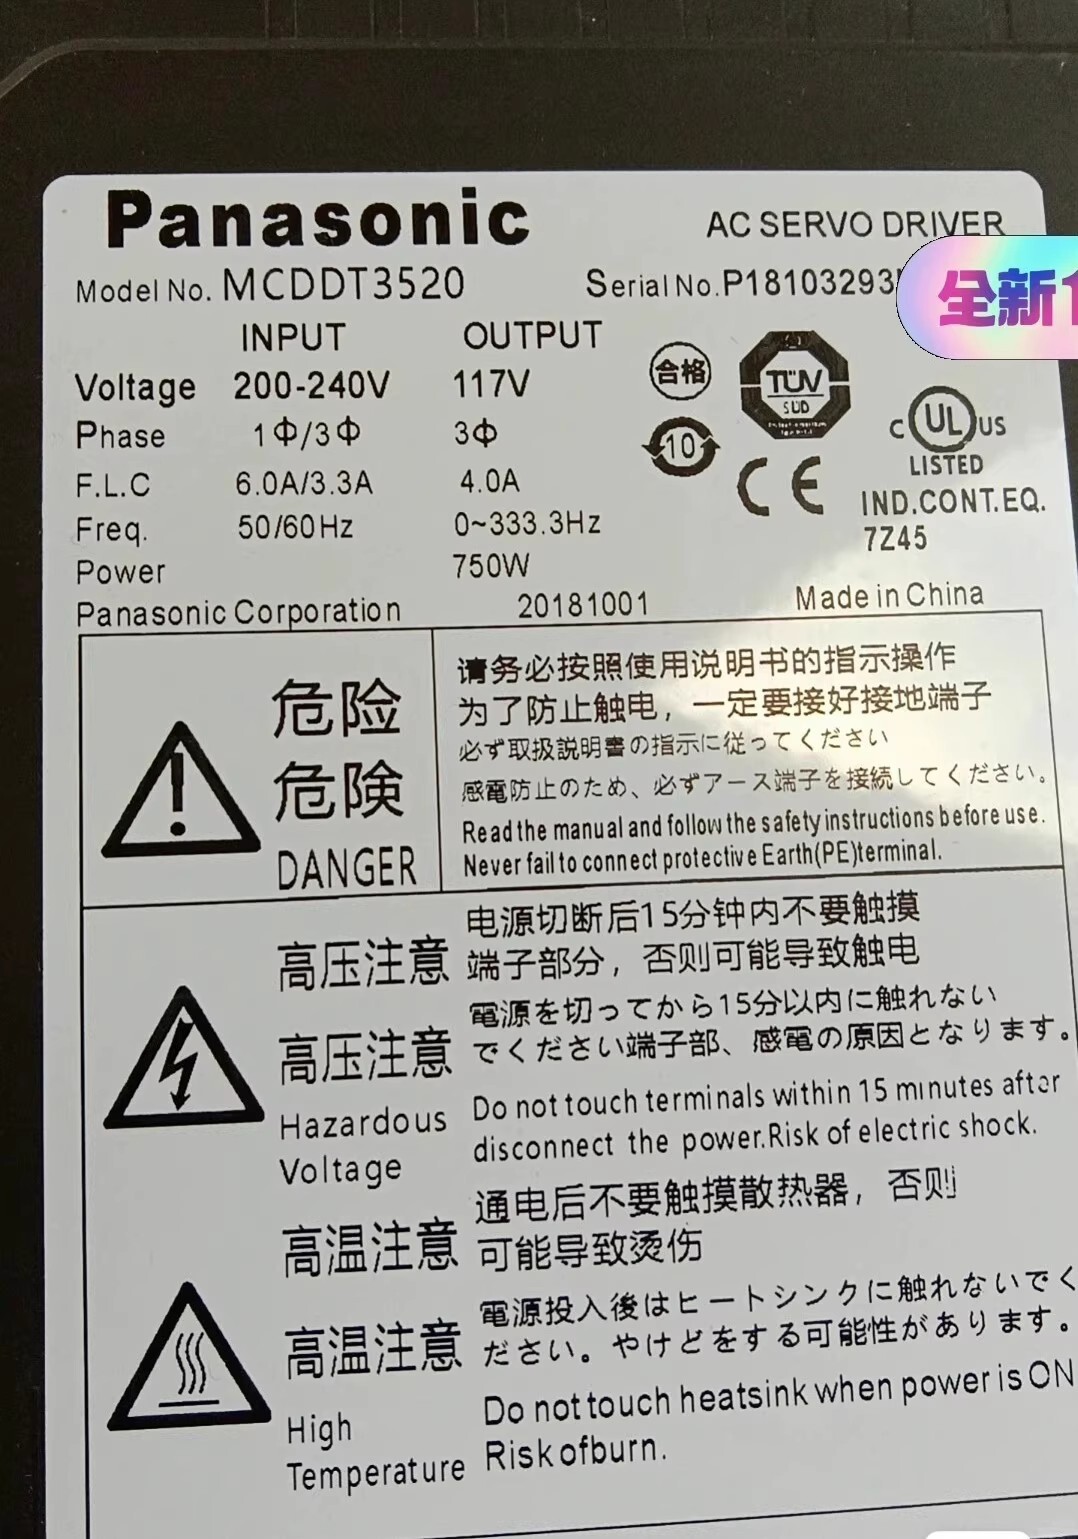 Panasonic
AC SERVO DRIVER
Model No. MCDDT3520
Serial No. P18103293
全新
INPUT OUTPUT
Voltage 200-240V 117V
Phase 1Φ/3Φ 3Φ
F.L.C 6.0A/3.3A 4.0A
Freq. 50/60Hz 0~333.3Hz
Power 750W
合格
10
TÜV
SÜD
CE
C UL US
LISTED
IND.CONT.EQ.
7Z45
Panasonic Corporation 20181001 Made in China
危险
危険
DANGER
请务必按照使用说明书的指示操作
为了防止触电，一定要接好接地端子
必ず取扱説明書の指示に従ってください
感電防止のため、必ずアース端子を接続してください。
Read the manual and follow the safety instructions before use.
Never fail to connect protective Earth(PE)terminal.
高压注意
高压注意
Hazardous
Voltage
电源切断后15分钟内不要触摸
端子部分，否则可能导致触电
電源を切ってから15分以内に触れない
でください端子部、感電の原因となります。
Do not touch terminals within 15 minutes after
disconnect the power.Risk of electric shock.
高温注意
高温注意
High
Temperature
通电后不要触摸散热器，否则
可能导致烫伤
電源投入後はヒートシンクに触れないでく
ださい。やけどをする可能性があります。
Do not touch heatsink when power is ON
Risk of burn.